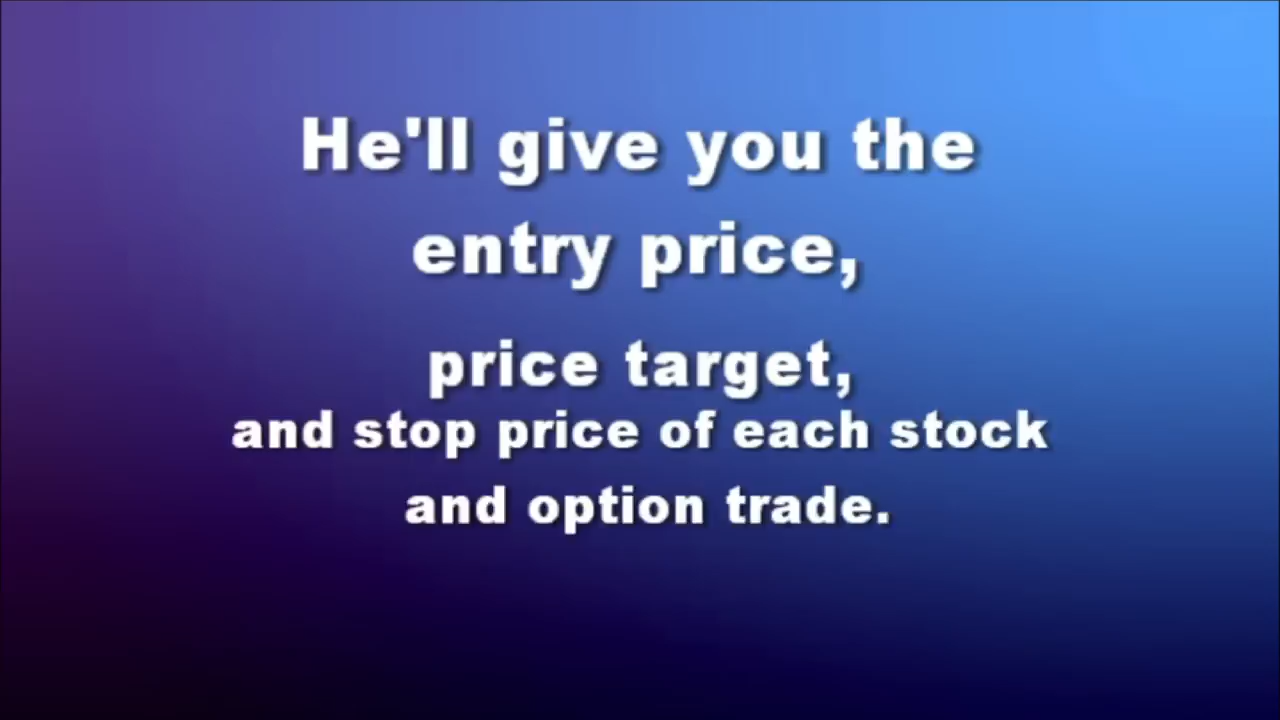 He'll give you the
entry price,
price target,
and stop price of each stock
and option trade.